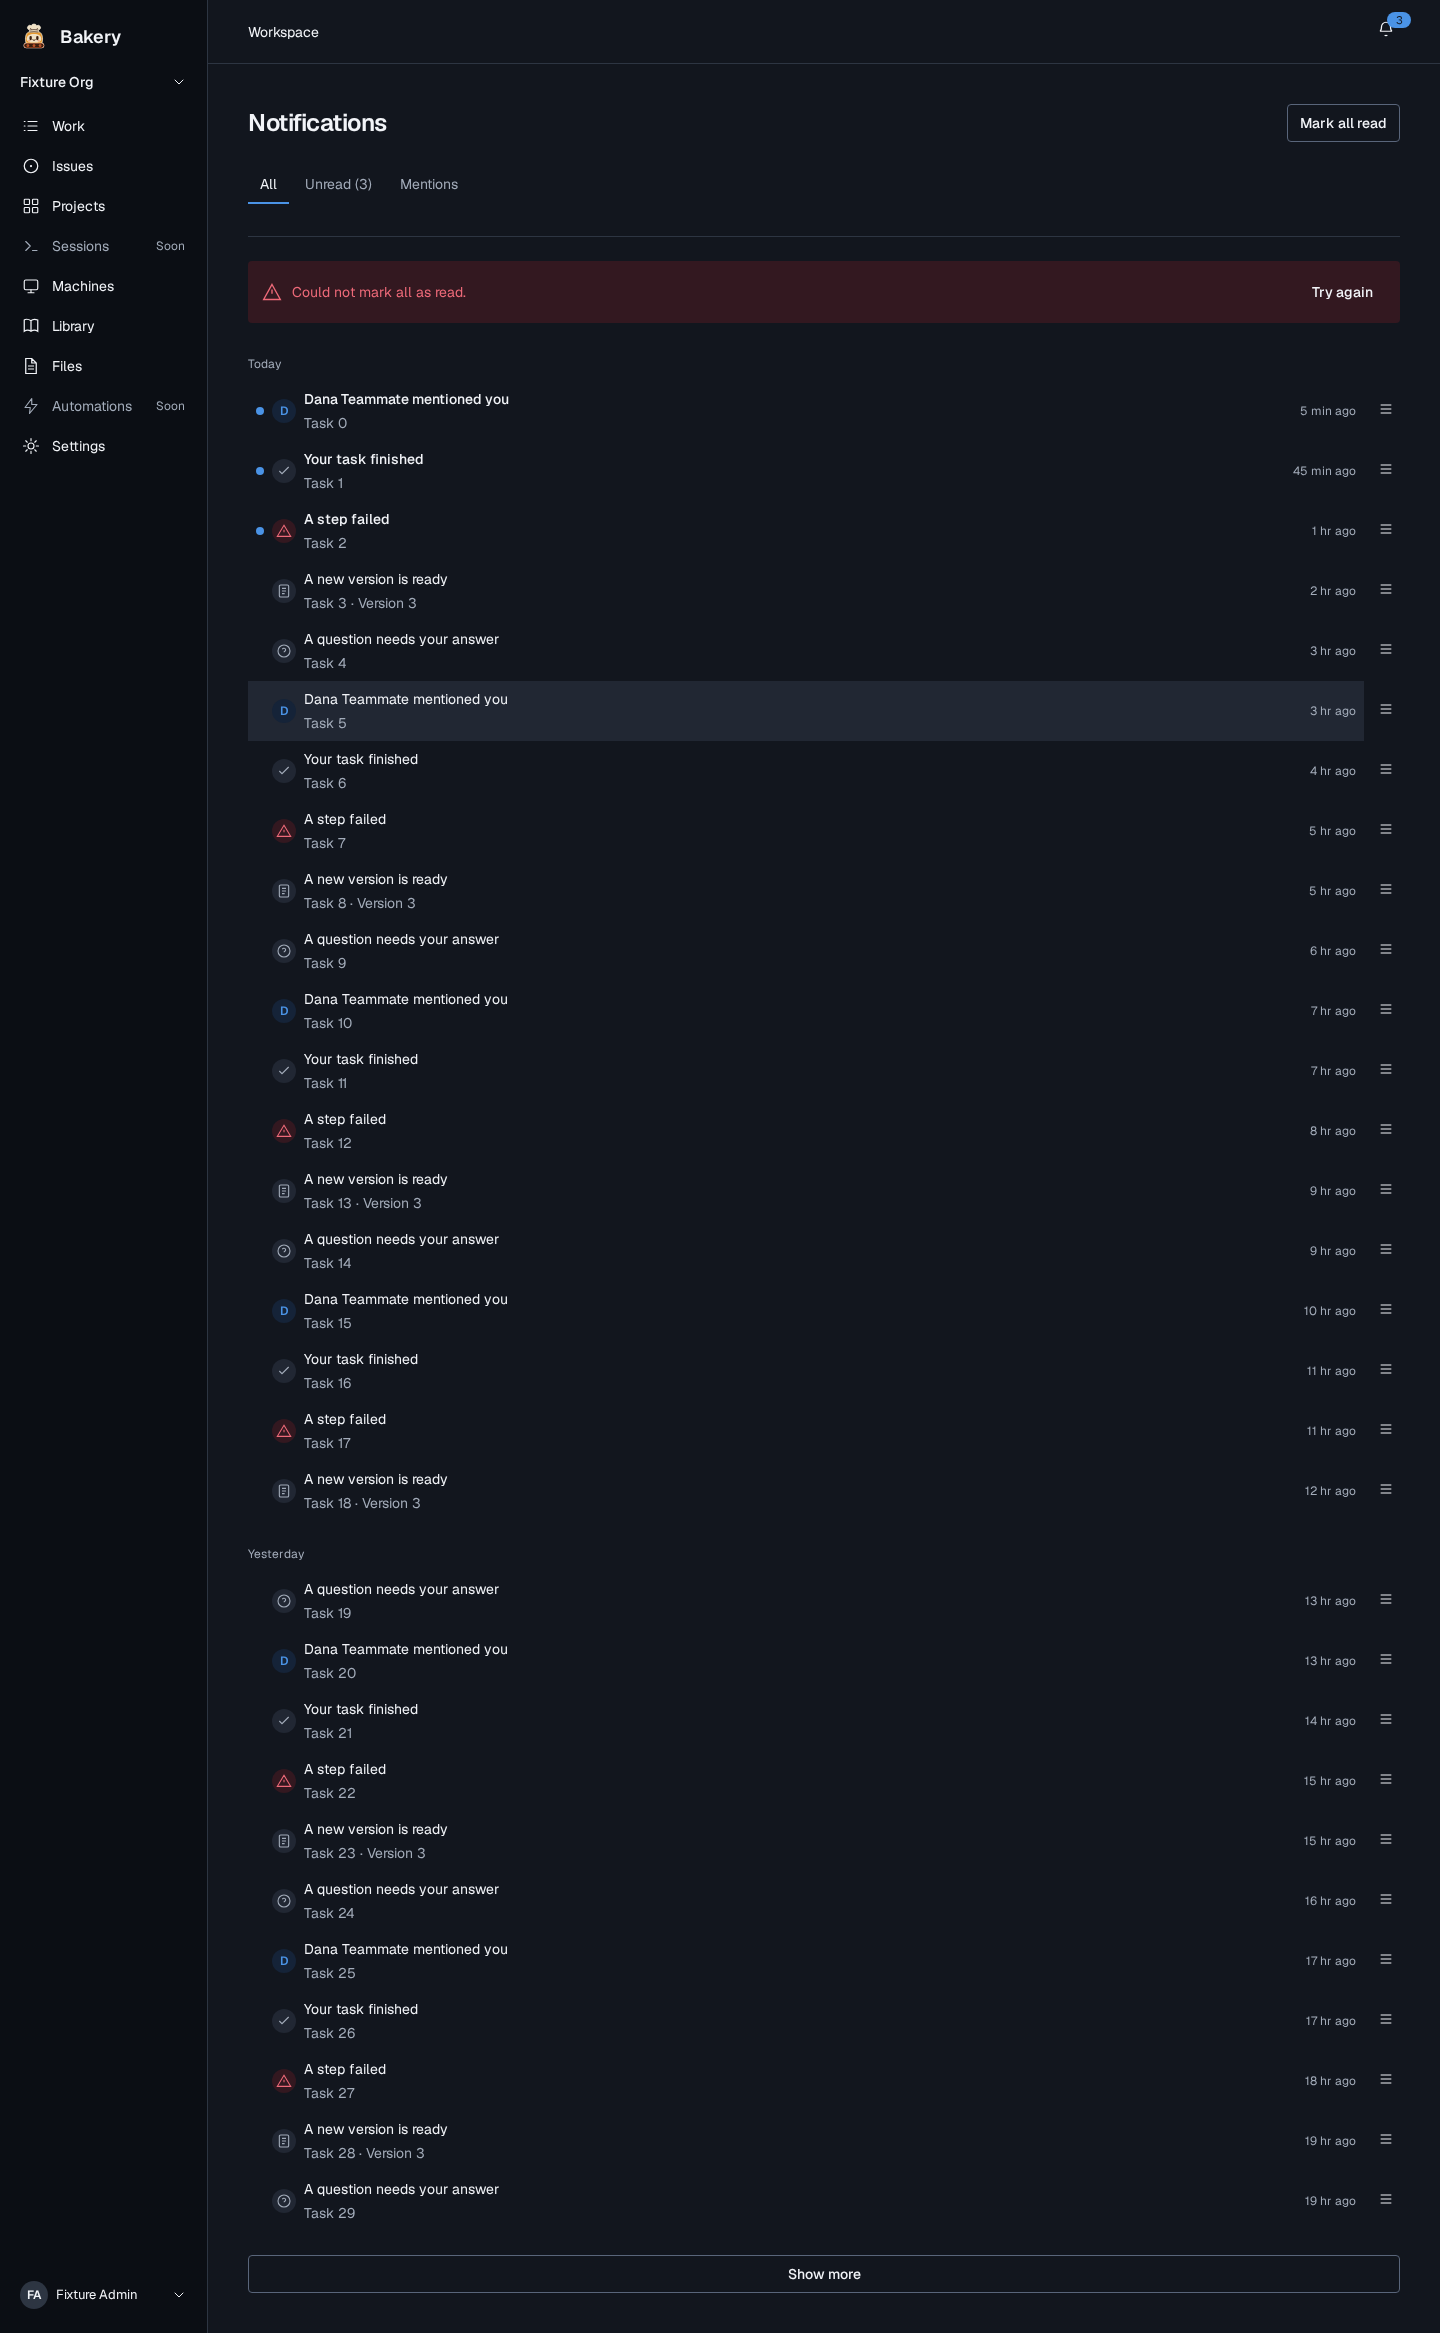 Bakery
Workspace
3
Fixture Org
Work
Issues
Projects
Sessions Soon
Machines
Library
Files
Automations Soon
Settings
Notifications
Mark all read
All Unread (3) Mentions
Could not mark all as read. Try again
Today
D Dana Teammate mentioned you
Task 0
5 min ago
Your task finished
Task 1
45 min ago
A step failed
Task 2
1 hr ago
A new version is ready
Task 3 · Version 3
2 hr ago
A question needs your answer
Task 4
3 hr ago
D Dana Teammate mentioned you
Task 5
3 hr ago
Your task finished
Task 6
4 hr ago
A step failed
Task 7
5 hr ago
A new version is ready
Task 8 · Version 3
5 hr ago
A question needs your answer
Task 9
6 hr ago
D Dana Teammate mentioned you
Task 10
7 hr ago
Your task finished
Task 11
7 hr ago
A step failed
Task 12
8 hr ago
A new version is ready
Task 13 · Version 3
9 hr ago
A question needs your answer
Task 14
9 hr ago
D Dana Teammate mentioned you
Task 15
10 hr ago
Your task finished
Task 16
11 hr ago
A step failed
Task 17
11 hr ago
A new version is ready
Task 18 · Version 3
12 hr ago
Yesterday
A question needs your answer
Task 19
13 hr ago
D Dana Teammate mentioned you
Task 20
13 hr ago
Your task finished
Task 21
14 hr ago
A step failed
Task 22
15 hr ago
A new version is ready
Task 23 · Version 3
15 hr ago
A question needs your answer
Task 24
16 hr ago
D Dana Teammate mentioned you
Task 25
17 hr ago
Your task finished
Task 26
17 hr ago
A step failed
Task 27
18 hr ago
A new version is ready
Task 28 · Version 3
19 hr ago
A question needs your answer
Task 29
19 hr ago
Show more
FA Fixture Admin